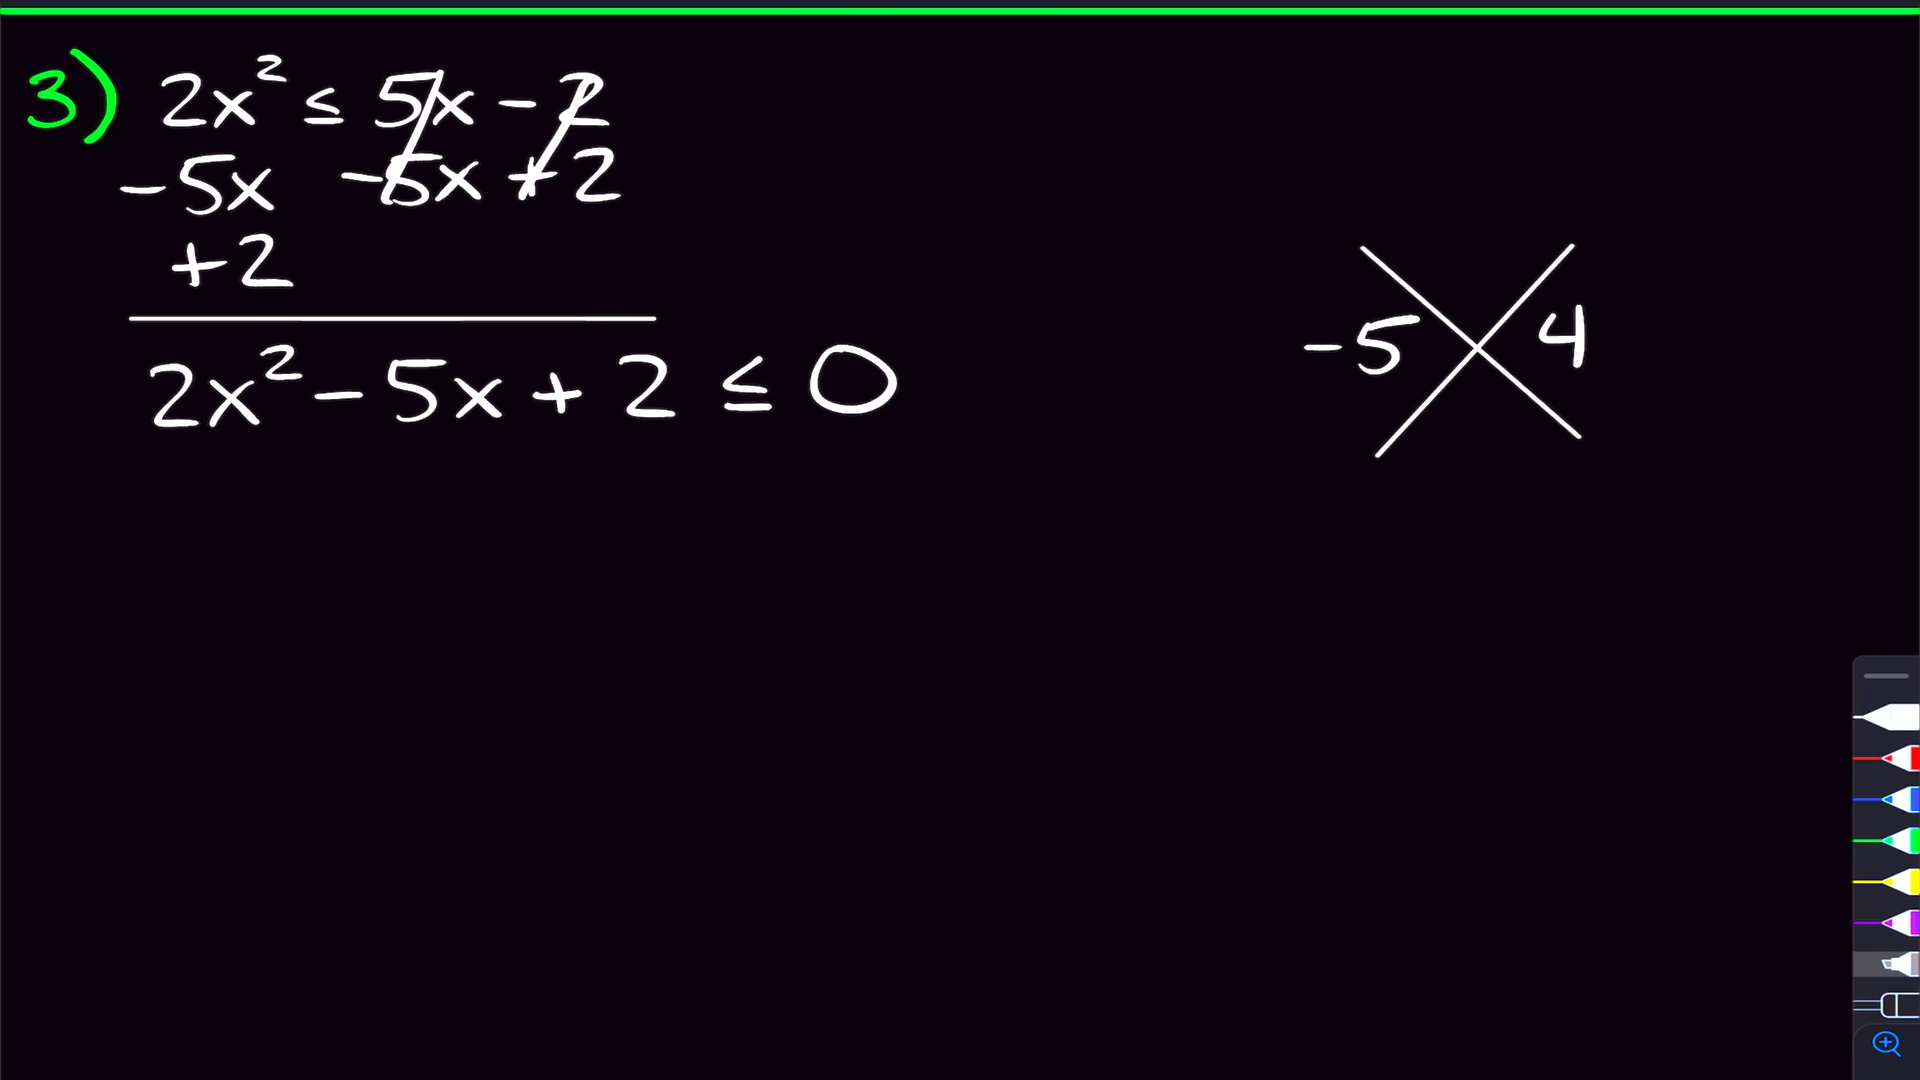 3) 2x² ≤ 5x - 2
-5x -5x + 2
+2
2x² - 5x + 2 ≤ 0
-5 4